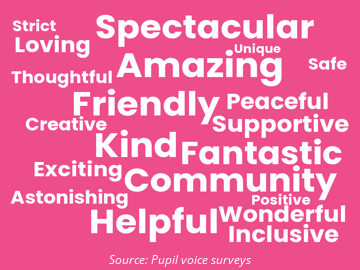 Strict
Spectacular
Loving
Unique
Amazing
Safe
Thoughtful
Friendly
Peaceful
Creative
Supportive
Kind
Fantastic
Exciting
Community
Astonishing
Positive
Helpful
Wonderful
Inclusive
Source: Pupil voice surveys